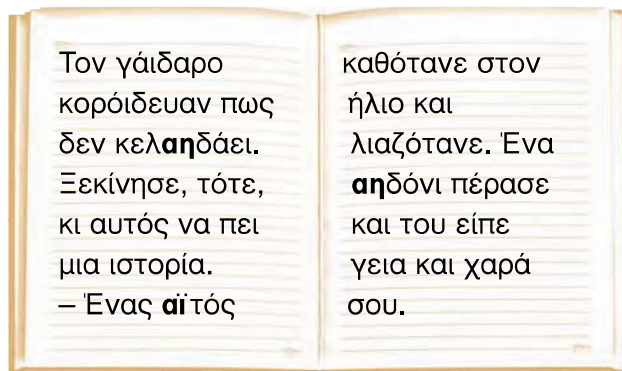 Τον γάιδαρο
κορόιδευαν πως
δεν κελαηδάει.
Ξεκίνησε, τότε,
κι αυτός να πει
μια ιστορία.
– Ένας αϊτός
καθότανε στον
ήλιο και
λιαζότανε. Ένα
αηδόνι πέρασε
και του είπε
γεια και χαρά
σου.